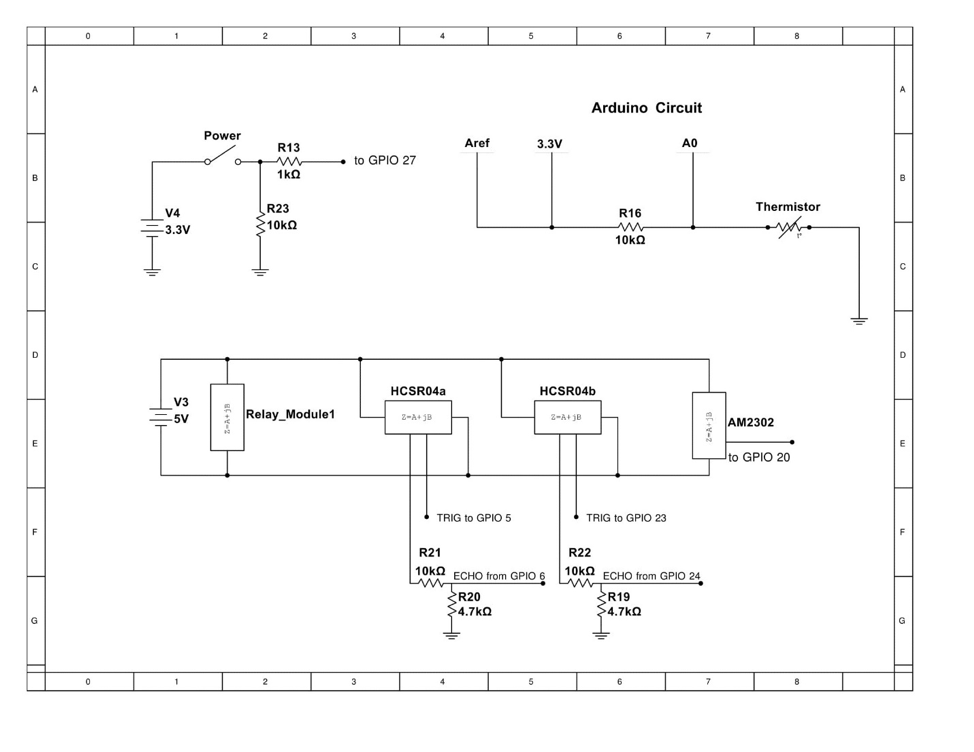 0 1 2 3 4 5 6 7 8
A A
Arduino Circuit
Power
R13
1kΩ
to GPIO 27
Aref
3.3V
A0
B B
V4
3.3V
R23
10kΩ
R16
10kΩ
Thermistor
t°
C C
D D
V3
5V
Z=A+jB
Relay_Module1
HCSR04a
Z=A+jB
HCSR04b
Z=A+jB
Z=A+jB
AM2302
to GPIO 20
E E
TRIG to GPIO 5
TRIG to GPIO 23
F F
R21
10kΩ
ECHO from GPIO 6
R20
4.7kΩ
R22
10kΩ
ECHO from GPIO 24
R19
4.7kΩ
G G
0 1 2 3 4 5 6 7 8